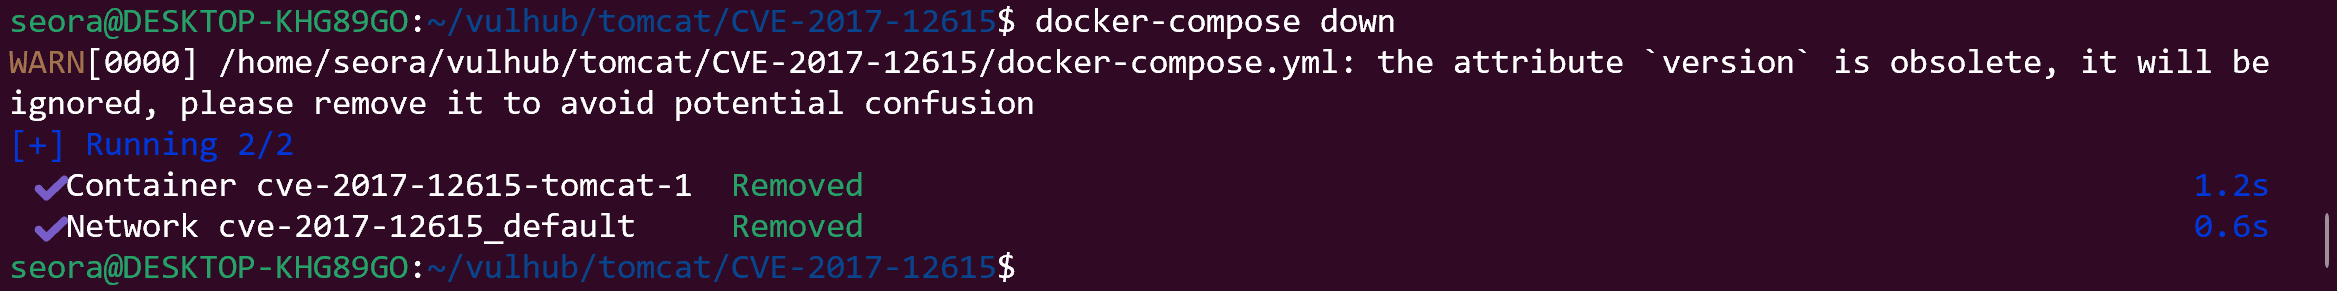 seora@DESKTOP-KHG89GO:~/vulhub/tomcat/CVE-2017-12615$ docker-compose down
WARN[0000] /home/seora/vulhub/tomcat/CVE-2017-12615/docker-compose.yml: the attribute `version` is obsolete, it will be
ignored, please remove it to avoid potential confusion
[+] Running 2/2
✔Container cve-2017-12615-tomcat-1  Removed 1.2s
✔Network cve-2017-12615_default     Removed 0.6s
seora@DESKTOP-KHG89GO:~/vulhub/tomcat/CVE-2017-12615$